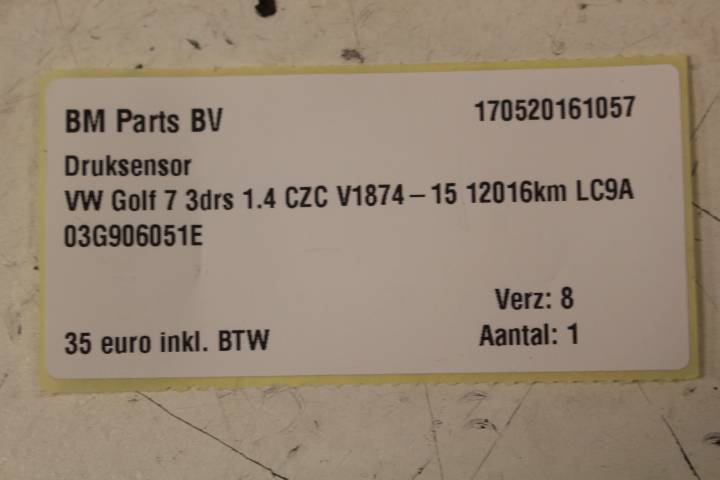 BM Parts BV 170520161057
Druksensor
VW Golf 7 3drs 1.4 CZC V1874-15 12016km LC9A
03G906051E
Verz: 8
35 euro inkl. BTW Aantal: 1